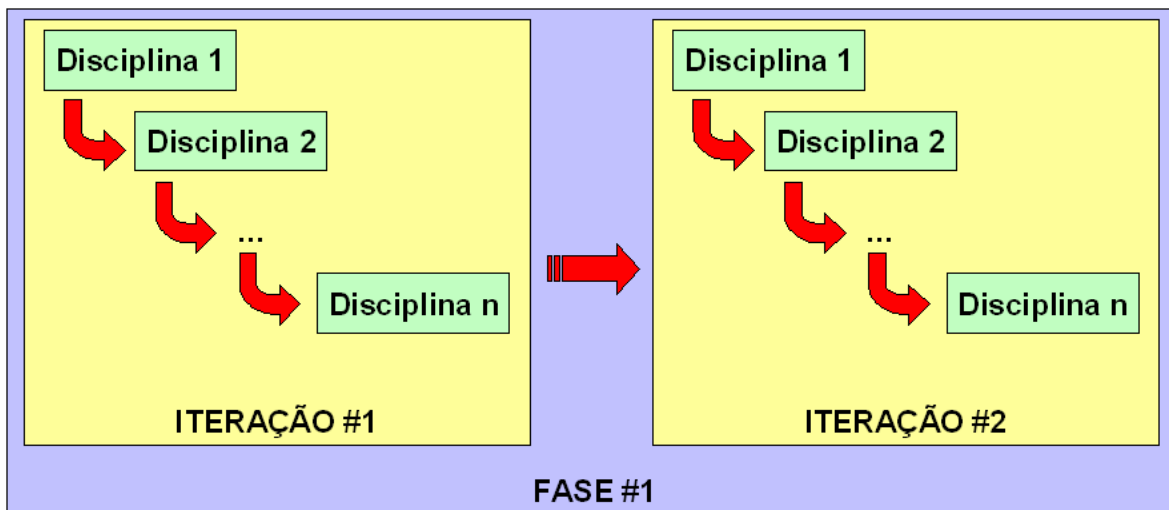 Disciplina 1
Disciplina 2
...
Disciplina n
ITERAÇÃO #1
Disciplina 1
Disciplina 2
...
Disciplina n
ITERAÇÃO #2
FASE #1